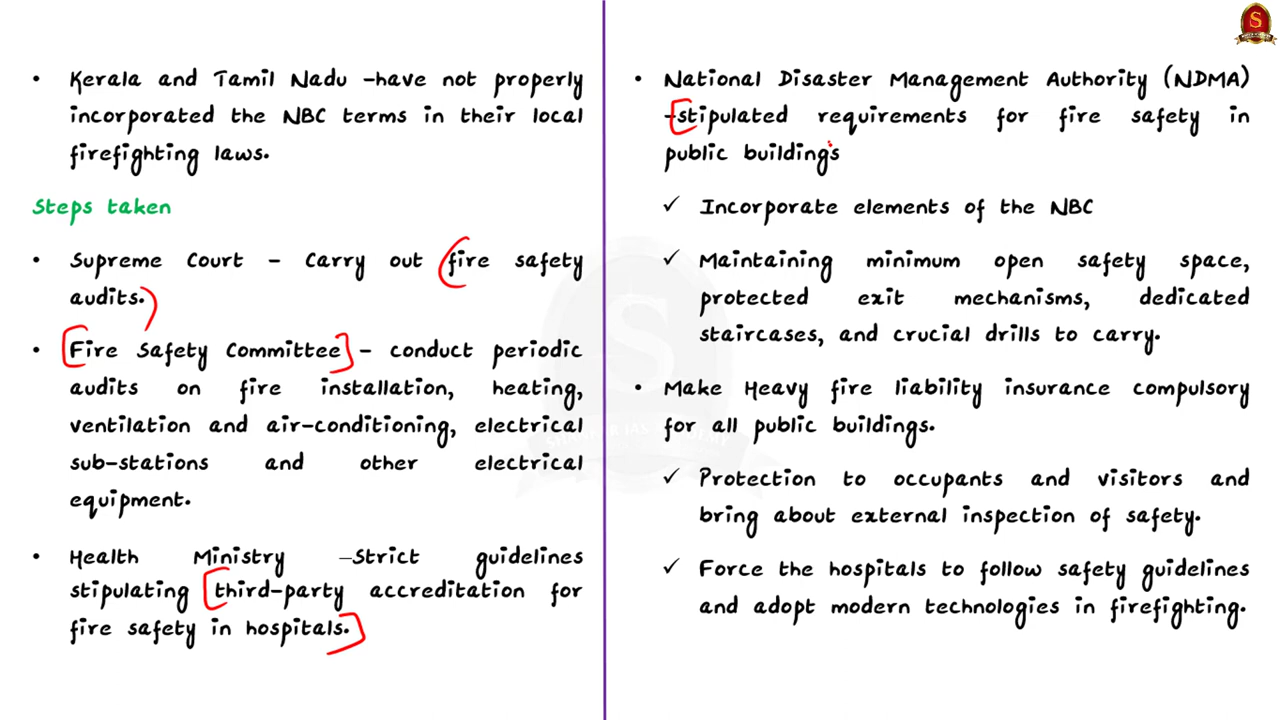 • Kerala and Tamil Nadu -have not properly
incorporated the NBC terms in their local
firefighting laws.
Steps taken
• Supreme Court - Carry out fire safety
audits.
• Fire Safety Committee - conduct periodic
audits on fire installation, heating,
ventilation and air-conditioning, electrical
sub-stations and other electrical
equipment.
• Health Ministry –Strict guidelines
stipulating third-party accreditation for
fire safety in hospitals.
• National Disaster Management Authority (NDMA)
-stipulated requirements for fire safety in
public buildings
✓ Incorporate elements of the NBC
✓ Maintaining minimum open safety space,
protected exit mechanisms, dedicated
staircases, and crucial drills to carry.
• Make Heavy fire liability insurance compulsory
for all public buildings.
✓ Protection to occupants and visitors and
bring about external inspection of safety.
✓ Force the hospitals to follow safety guidelines
and adopt modern technologies in firefighting.
S